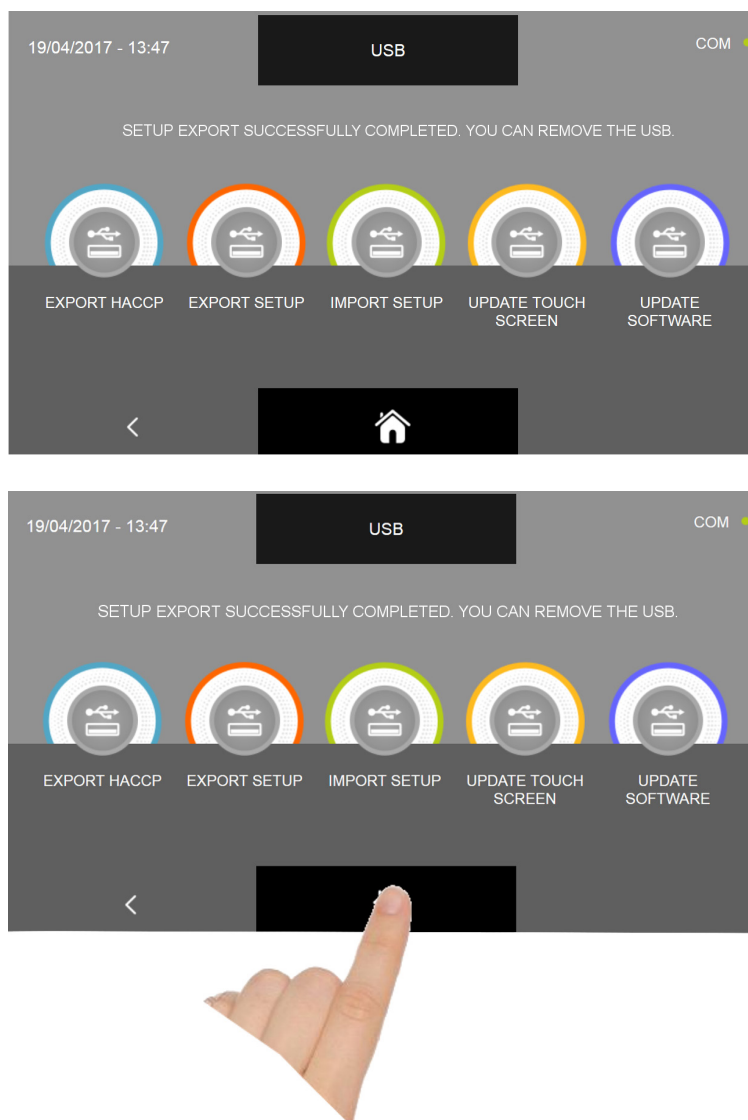 19/04/2017 - 13:47
USB
COM
SETUP EXPORT SUCCESSFULLY COMPLETED. YOU CAN REMOVE THE USB.
EXPORT HACCP
EXPORT SETUP
IMPORT SETUP
UPDATE TOUCH
SCREEN
UPDATE
SOFTWARE
19/04/2017 - 13:47
USB
COM
SETUP EXPORT SUCCESSFULLY COMPLETED. YOU CAN REMOVE THE USB.
EXPORT HACCP
EXPORT SETUP
IMPORT SETUP
UPDATE TOUCH
SCREEN
UPDATE
SOFTWARE